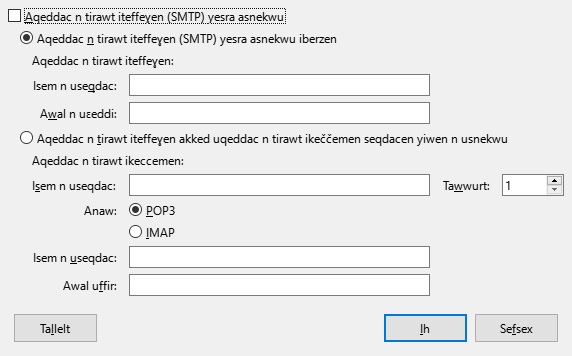 Aqeddac n tirawt iteffeɣen (SMTP) yesra asnekwu
Aqeddac n tirawt iteffeɣen (SMTP) yesra asnekwu iberzen
Aqeddac n tirawt iteffeɣen:
Isem n useqdac:
Awal n uɛeddi:
Aqeddac n tirawt iteffeɣen akked uqeddac n tirawt ikeččemen seqdacen yiwen n usnekwu
Aqeddac n tirawt ikeccemen:
Isem n useqdac: Tawwurt: 1
Anaw: POP3
IMAP
Isem n useqdac:
Awal uffir:
Tallelt Ih Sefsex